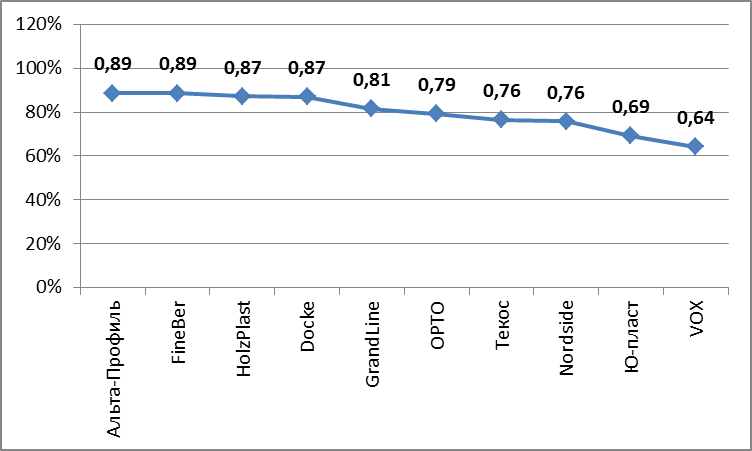 120%
100%
80%
60%
40%
20%
0%
0,89
0,89
0,87
0,87
0,81
0,79
0,76
0,76
0,69
0,64
Альта-Профиль
FineBer
HolzPlast
Docke
GrandLine
ОРТО
Текос
Nordside
Ю-пласт
VOX